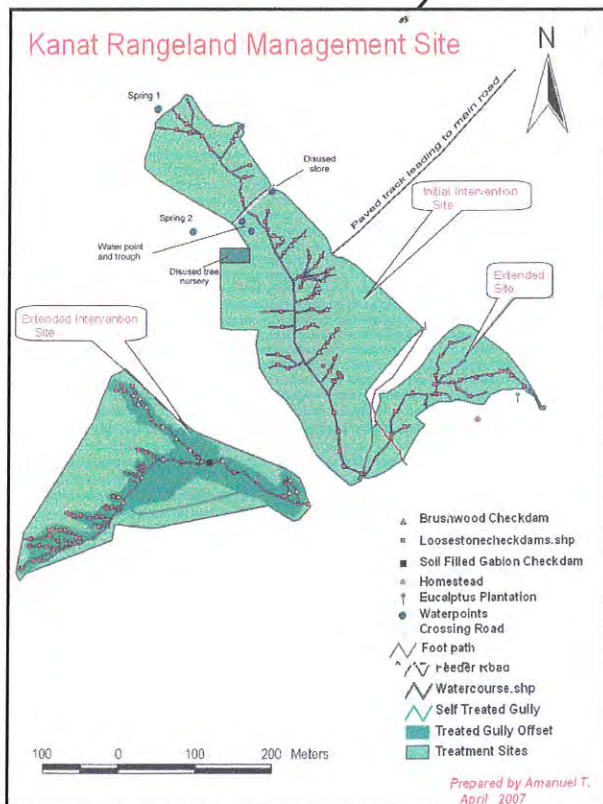 Kanat Rangeland Management Site
N
Spring 1
Disused
store
Paved track leading to main road
Initial Intervention
Site
Spring 2
Water point
and trough
Disused tree
nursery
Extended
Site
Extended Intervention
Site
Brushwood Checkdam
Loosestonecheckdams.shp
Soil Filled Gabion Checkdam
Homestead
Eucalptus Plantation
Waterpoints
Crossing Road
Foot path
Feeder Road
Watercourse.shp
Self Treated Gully
Treated Gully Offset
Treatment Sites
100 0 100 200 Meters
Prepared by Amanuel T,
April 2007